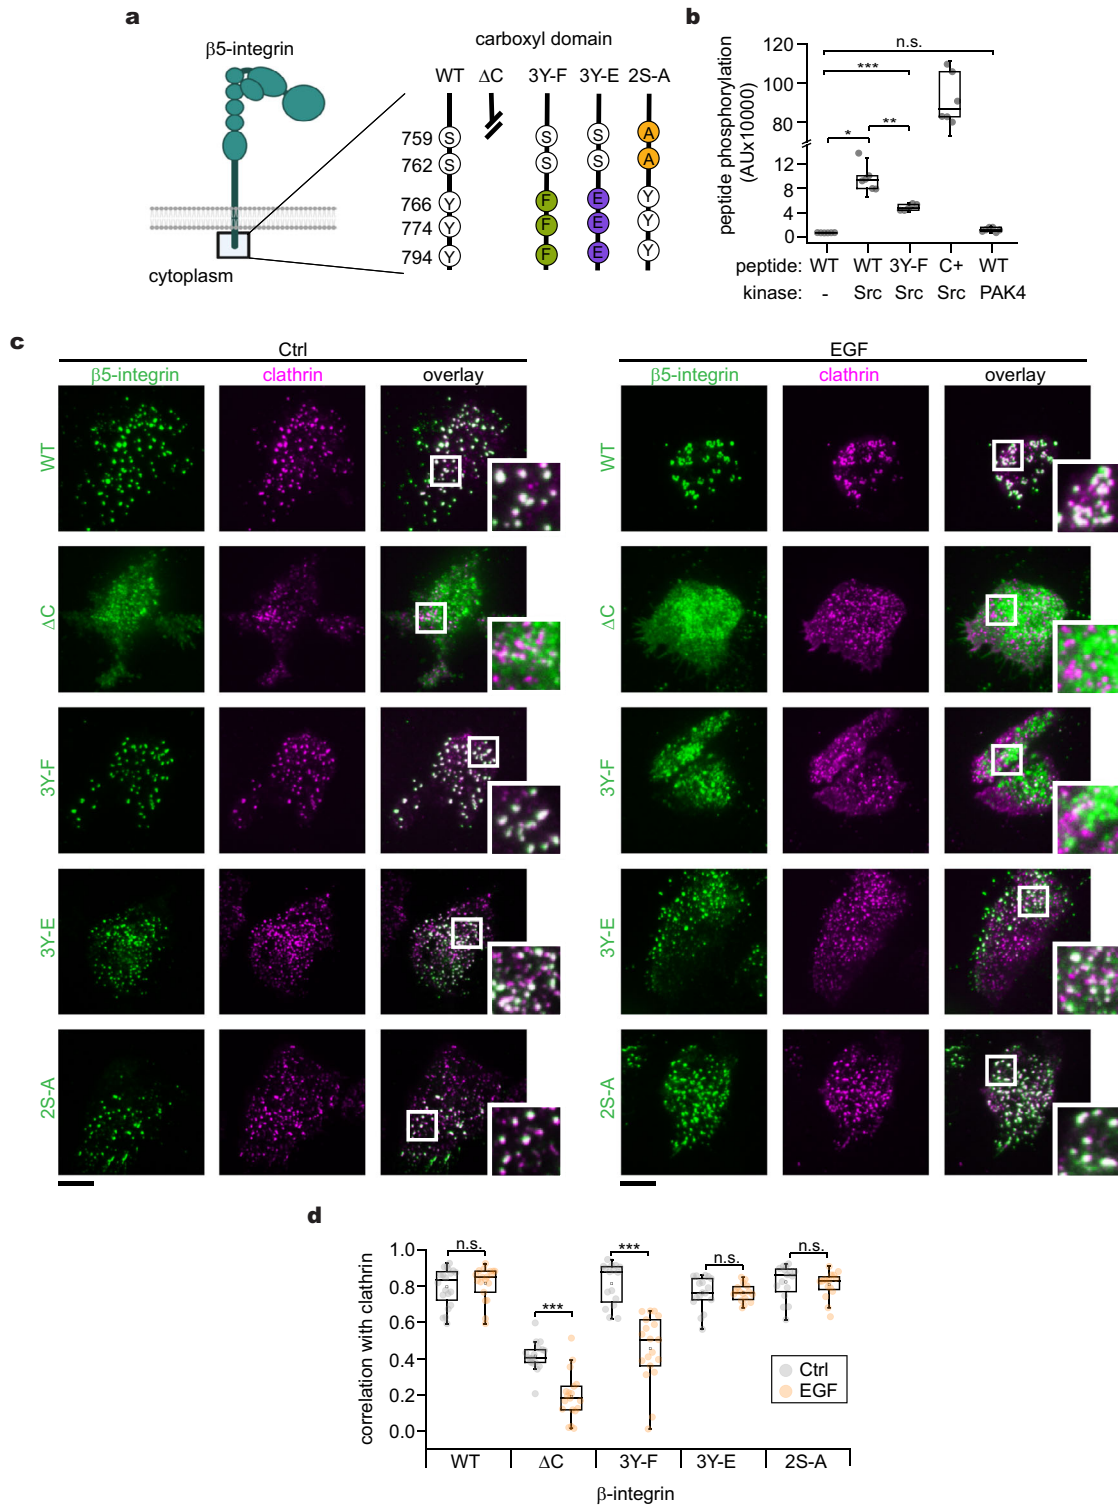 a
β5-integrin
carboxyl domain
WT ΔC 3Y-F 3Y-E 2S-A
759 S S S A
762 S S S A
766 Y F E Y
774 Y F E Y
794 Y F E Y
cytoplasm
b
peptide phosphorylation
(AUx10000)
120
100
80
12
8
4
0
n.s.
***
*
**
peptide: WT WT 3Y-F C+ WT
kinase: - Src Src Src PAK4
c
Ctrl
EGF
β5-integrin clathrin overlay
β5-integrin clathrin overlay
WT
WT
ΔC
ΔC
3Y-F
3Y-F
3Y-E
3Y-E
2S-A
2S-A
d
correlation with clathrin
1.0
0.8
0.6
0.4
0.2
0.0
n.s.
***
***
n.s.
n.s.
Ctrl
EGF
WT ΔC 3Y-F 3Y-E 2S-A
β-integrin